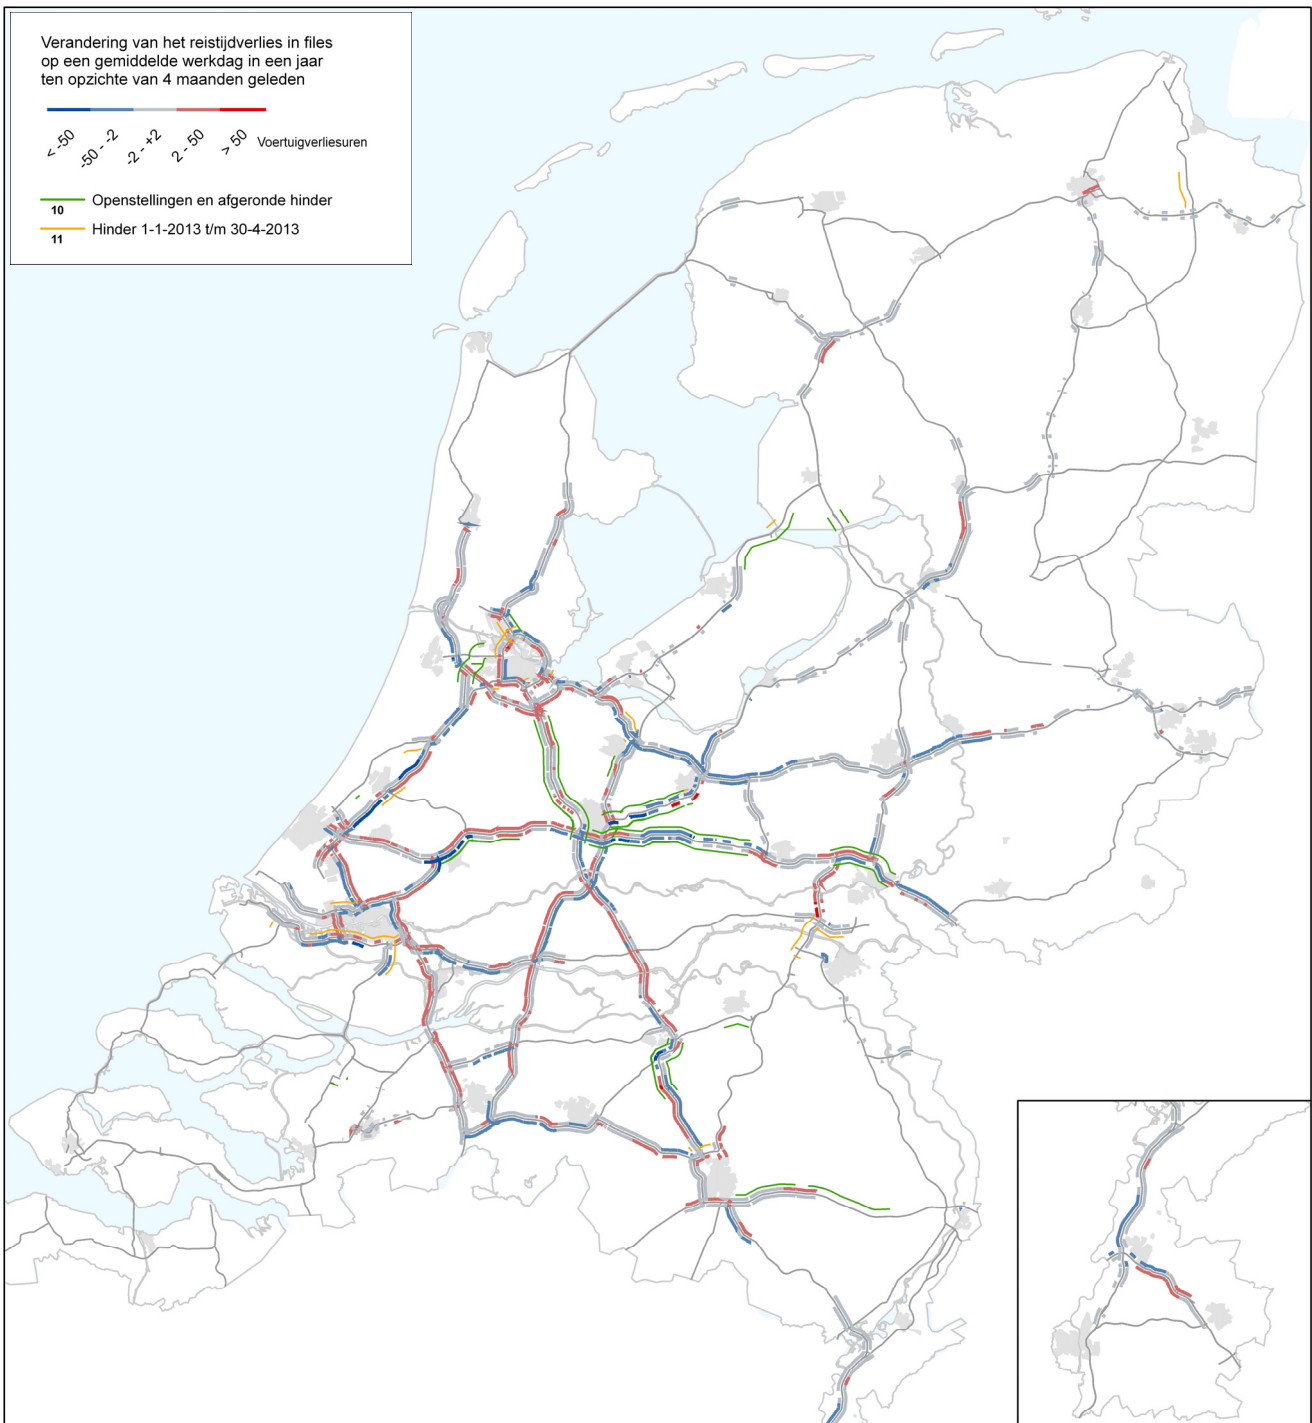 Verandering van het reistijdverlies in files
op een gemiddelde werkdag in een jaar
ten opzichte van 4 maanden geleden
< -50
-50 - -2
-2 - +2
2 - 50
> 50
Voertuigverliesuren
10 Openstellingen en afgeronde hinder
11 Hinder 1-1-2013 t/m 30-4-2013